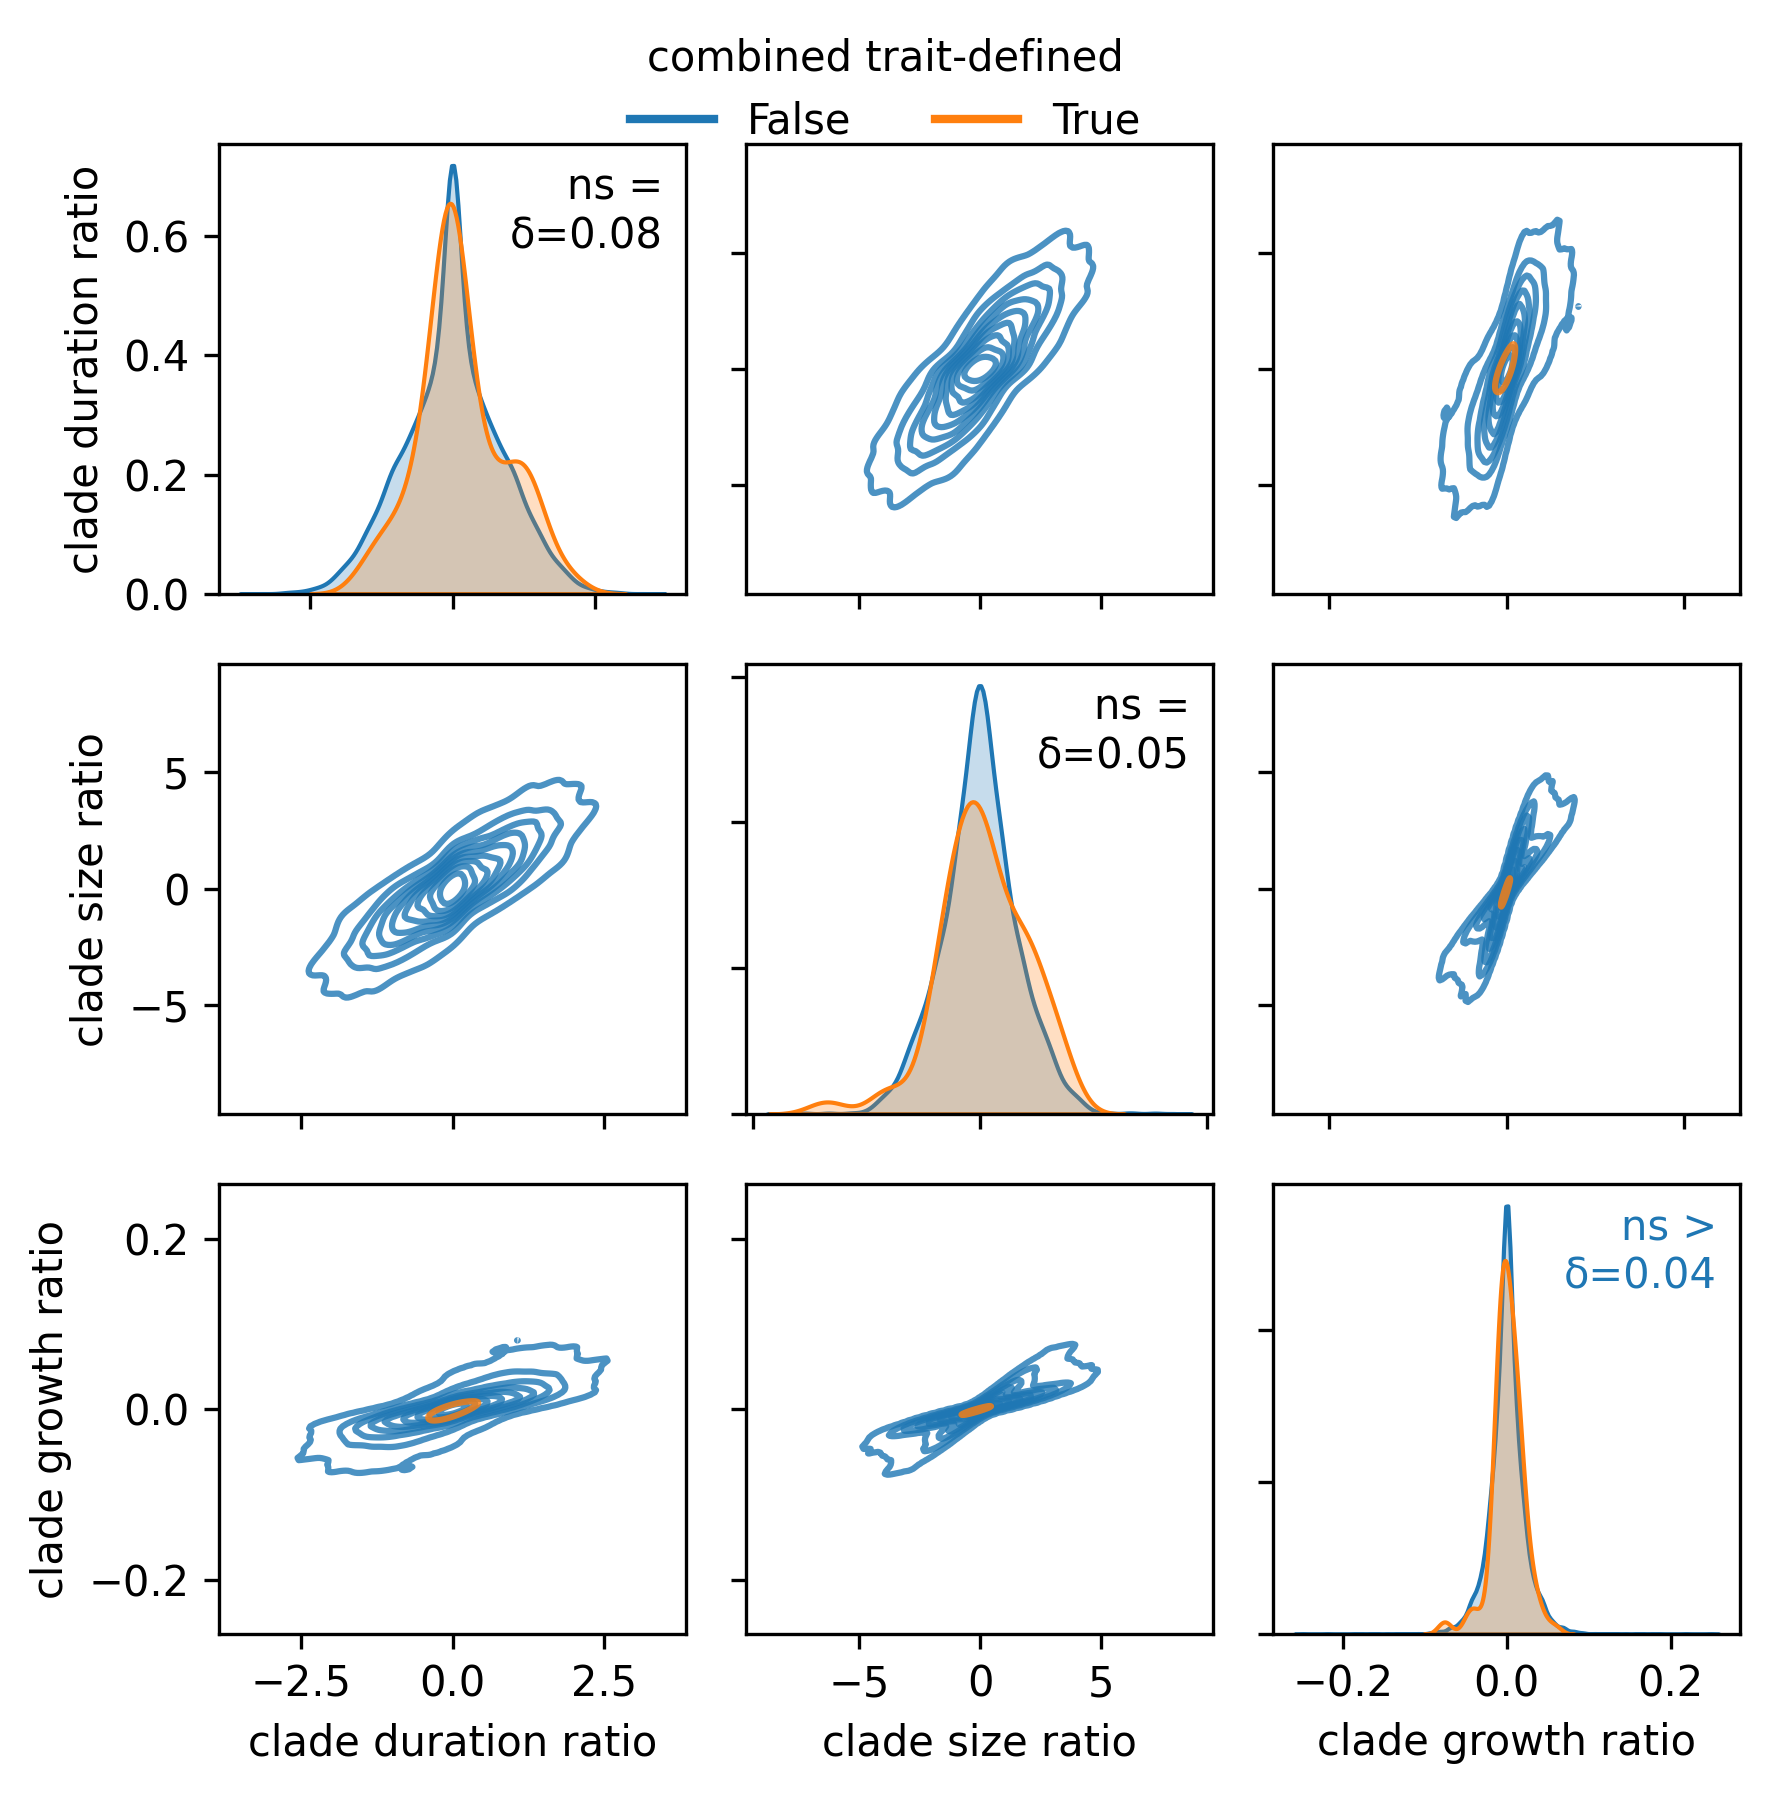 combined trait-defined
False True
clade duration ratio
0.6
0.4
0.2
0.0
ns =
δ=0.08
clade size ratio
5
0
−5
ns =
δ=0.05
clade growth ratio
0.2
0.0
−0.2
ns >
δ=0.04
−2.5 0.0 2.5
−5 0 5
−0.2 0.0 0.2
clade duration ratio
clade size ratio
clade growth ratio